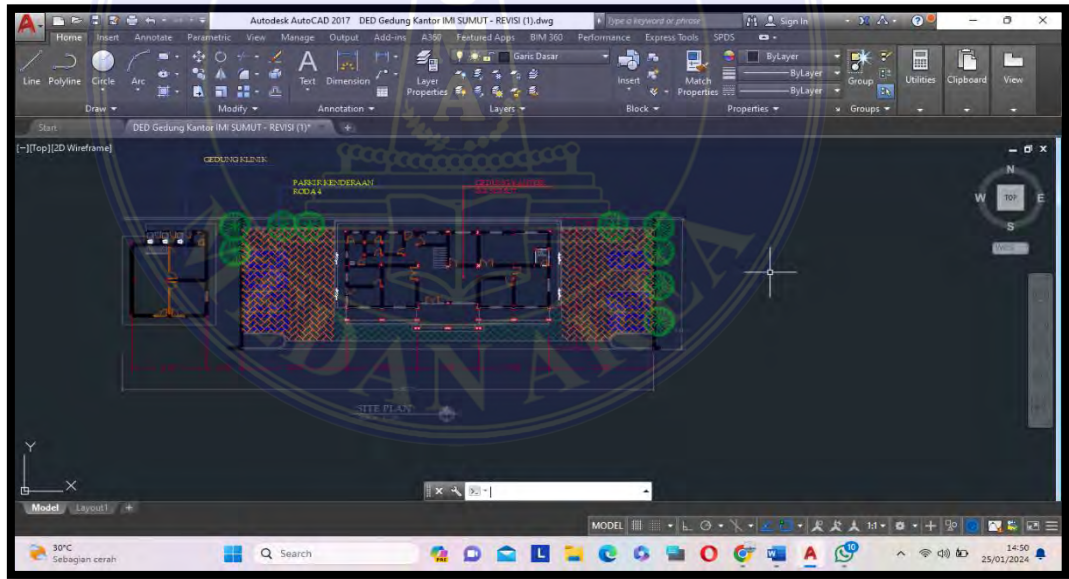 Autodesk AutoCAD 2017 DED Gedung Kantor IMI SUMUT - REVISI (1).dwg
Type a keyword or phrase
Sign In
Home Insert Annotate Parametric View Manage Output Add-ins A360 Featured Apps BIM 360 Performance Express Tools SPDS
Line Polyline Circle Arc
Text Dimension
Layer Properties
Garis Dasar
Insert
Match Properties
ByLayer
ByLayer
ByLayer
Group
Utilities Clipboard View
Draw Modify Annotation Layers Block Properties Groups
Start DED Gedung Kantor IMI SUMUT - REVISI (1)* +
[−][Top][2D Wireframe]
GEDUNG KLINIK
PARKIR KENDERAAN
RODA 4
N
W TOP E
S
SITE PLAN
MEDAN AREA
Y
X
Model Layout1 +
MODEL
1:1
30°C
Sebagian cerah
Search
10
14:50
25/01/2024